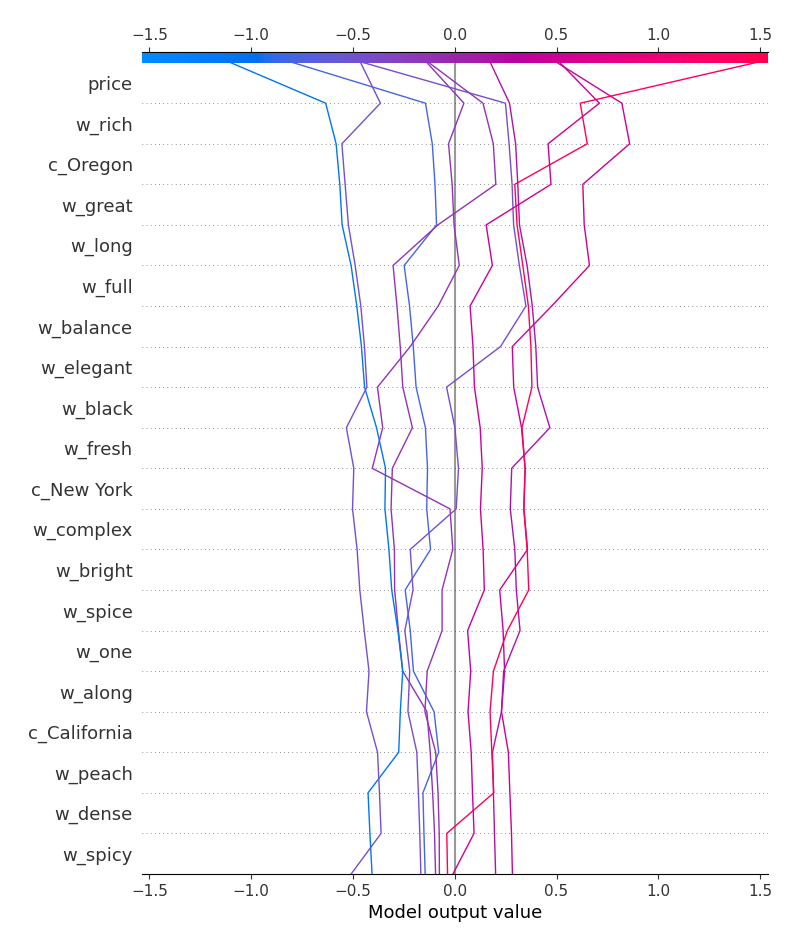 −1.5 −1.0 −0.5 0.0 0.5 1.0 1.5
price
w_rich
c_Oregon
w_great
w_long
w_full
w_balance
w_elegant
w_black
w_fresh
c_New York
w_complex
w_bright
w_spice
w_one
w_along
c_California
w_peach
w_dense
w_spicy
−1.5 −1.0 −0.5 0.0 0.5 1.0 1.5
Model output value